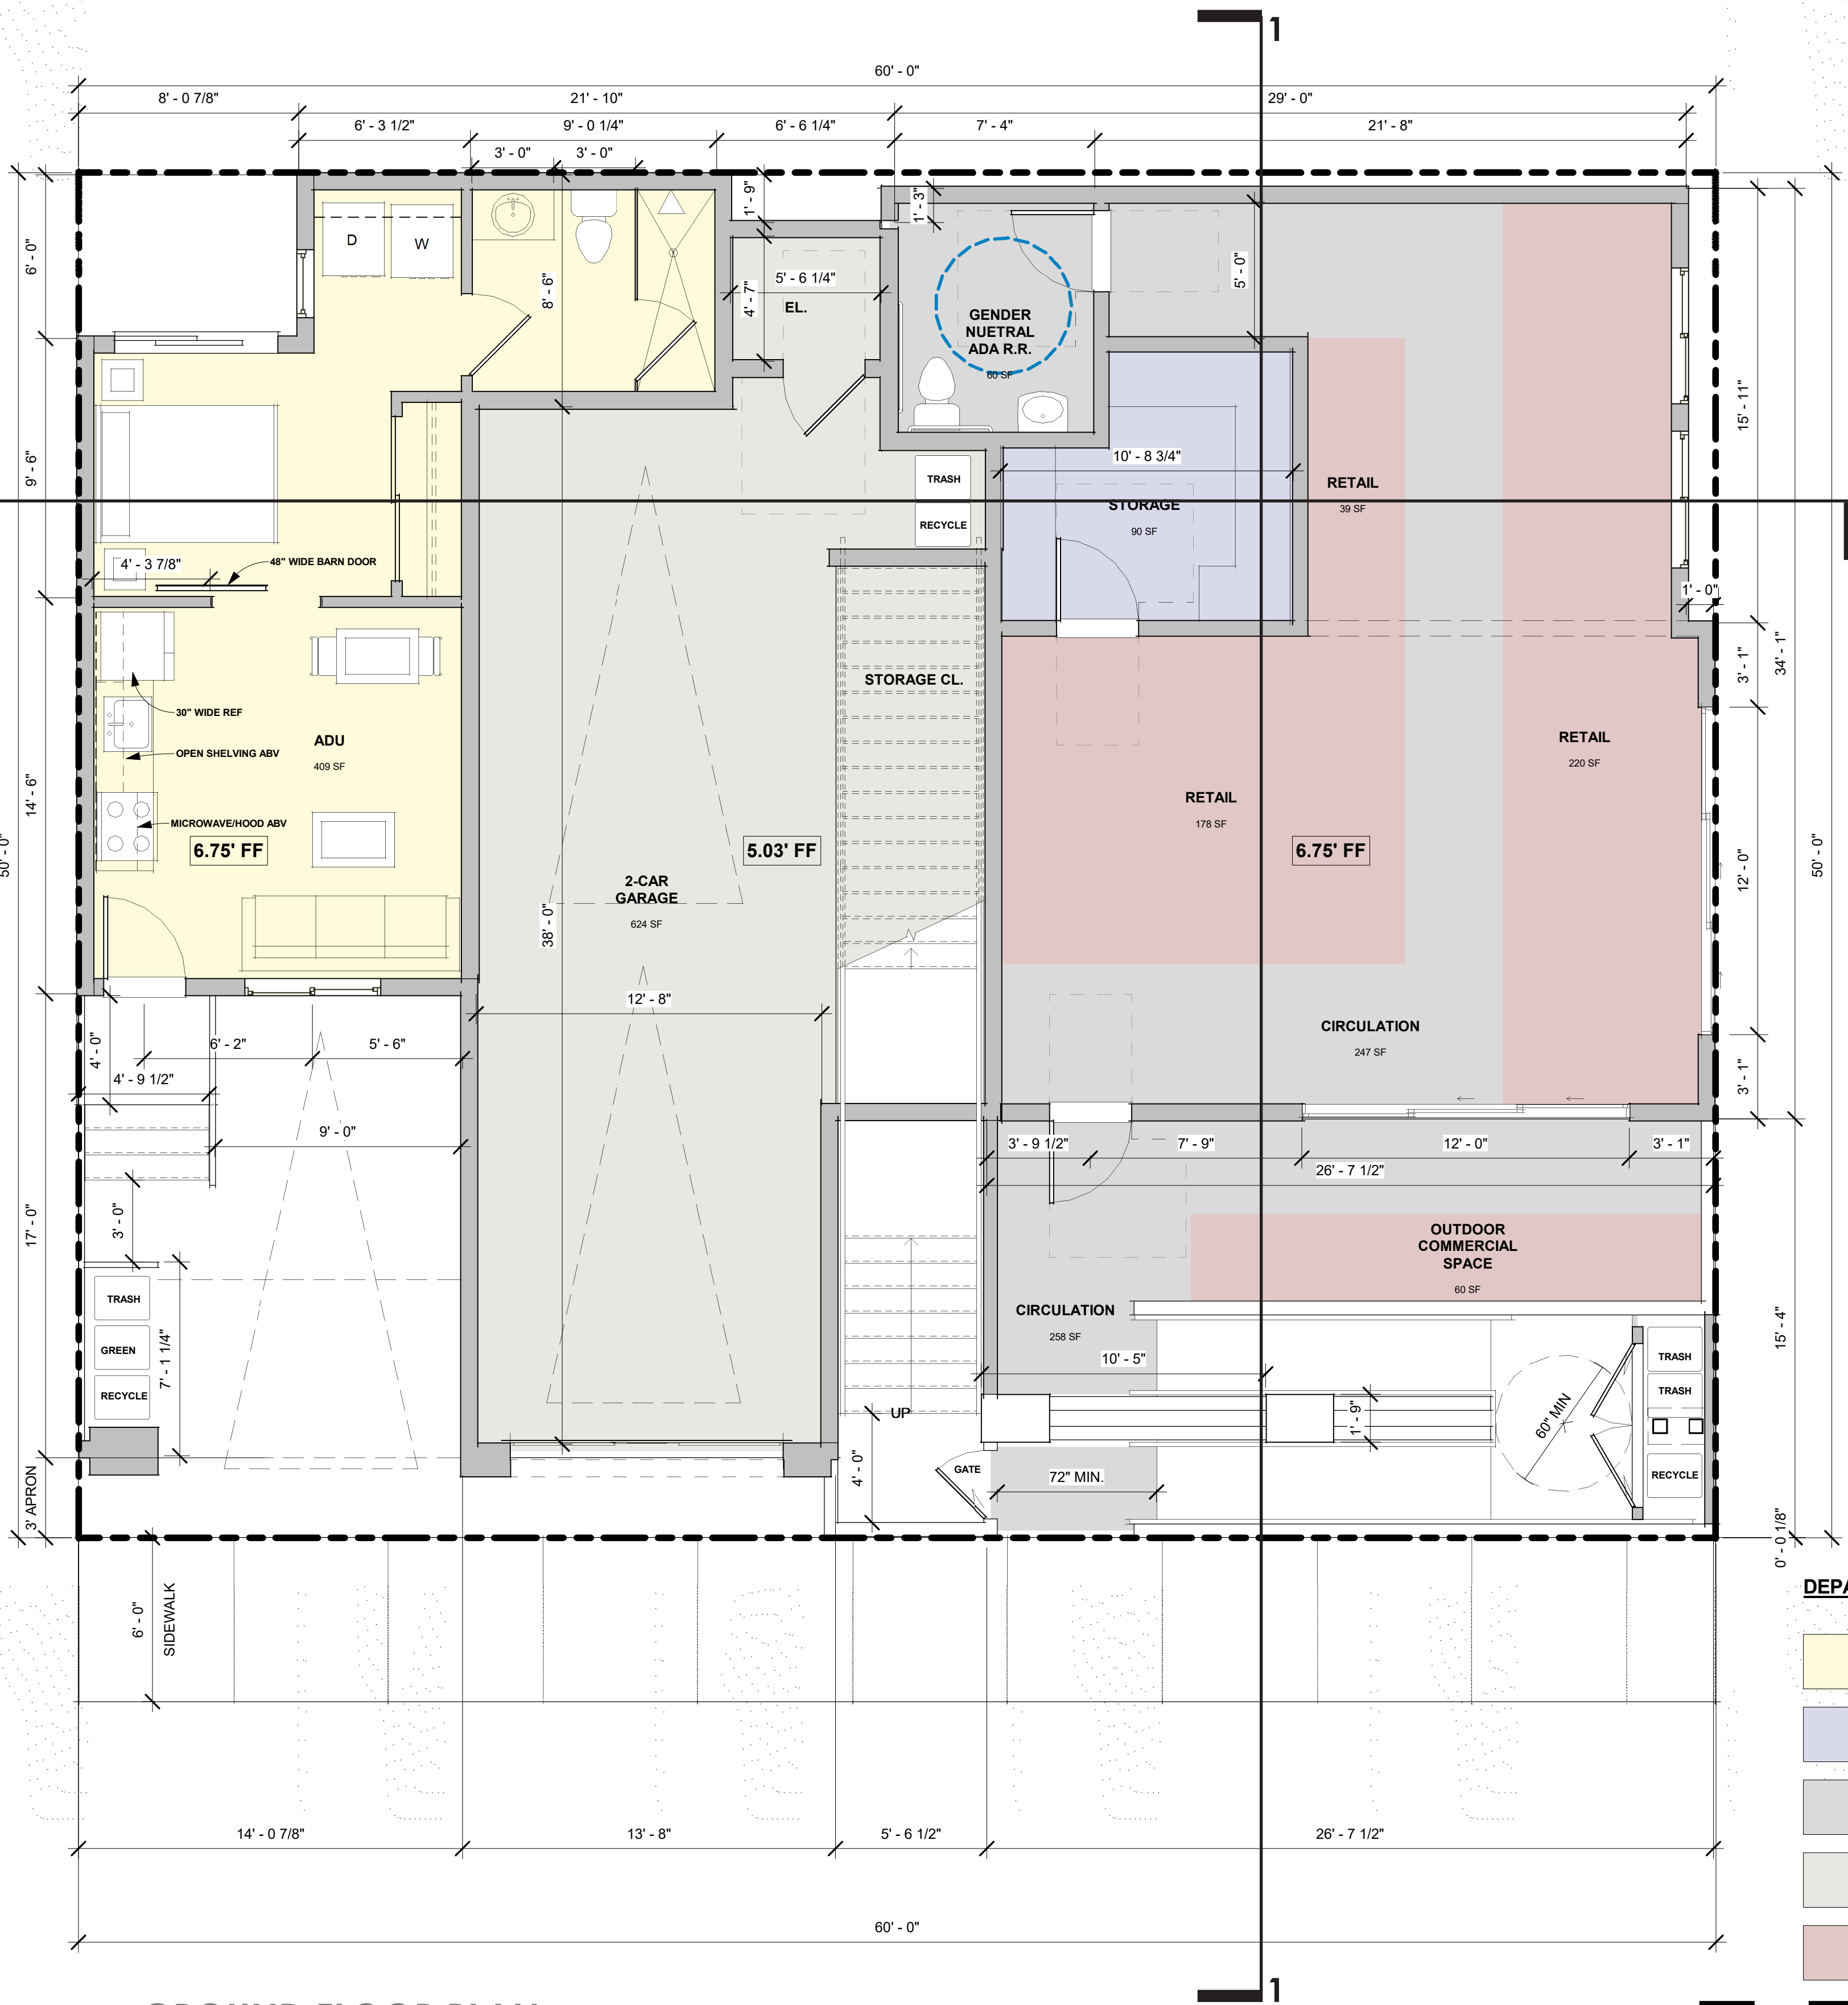 1
60' - 0"
8' - 0 7/8"
21' - 10"
29' - 0"
6' - 3 1/2"
9' - 0 1/4"
6' - 6 1/4"
7' - 4"
21' - 8"
3' - 0"
3' - 0"
1' - 9"
1' - 3"
6' - 0"
D
W
8' - 6"
4' - 7"
5' - 6 1/4"
EL.
5' - 0"
GENDER
NUETRAL
ADA R.R.
60 SF
15' - 11"
9' - 6"
10' - 8 3/4"
TRASH
RECYCLE
STORAGE
90 SF
RETAIL
39 SF
4' - 3 7/8"
48" WIDE BARN DOOR
1' - 0"
3' - 1"
34' - 1"
STORAGE CL.
30" WIDE REF
OPEN SHELVING ABV
ADU
409 SF
RETAIL
220 SF
RETAIL
178 SF
14' - 6"
MICROWAVE/HOOD ABV
6.75' FF
5.03' FF
6.75' FF
50' - 0"
12' - 0"
50' - 0"
2-CAR
GARAGE
624 SF
38' - 0"
12' - 8"
CIRCULATION
247 SF
4' - 0"
6' - 2"
5' - 6"
4' - 9 1/2"
3' - 1"
9' - 0"
3' - 9 1/2"
7' - 9"
12' - 0"
3' - 1"
26' - 7 1/2"
17' - 0"
3' - 0"
OUTDOOR
COMMERCIAL
SPACE
60 SF
TRASH
GREEN
RECYCLE
7' - 1 1/4"
CIRCULATION
258 SF
10' - 5"
15' - 4"
TRASH
TRASH
RECYCLE
60" MIN
1' - 9"
UP
4' - 0"
GATE
72" MIN.
3' APRON
0' - 0 1/8"
6' - 0"
SIDEWALK
DEPA
14' - 0 7/8"
13' - 8"
5' - 6 1/2"
26' - 7 1/2"
60' - 0"
1